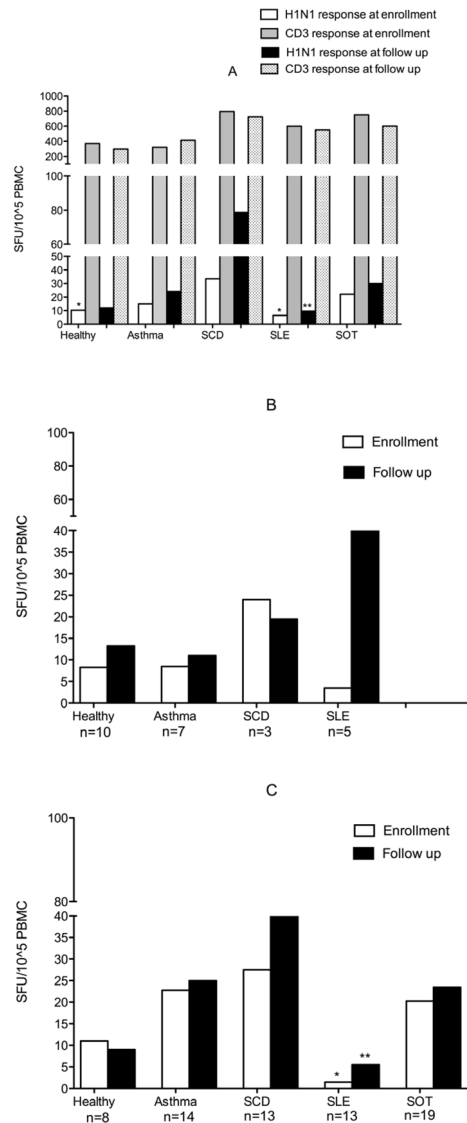 H1N1 response at enrollment
CD3 response at enrollment
H1N1 response at follow up
CD3 response at follow up
A
SFU/10^5 PBMC
1000
800
600
400
200
100
80
60
50
40
30
20
10
0
* * **
Healthy Asthma SCD SLE SOT
B
Enrollment
Follow up
SFU/10^5 PBMC
100
80
60
40
35
30
25
20
15
10
5
0
Healthy Asthma SCD SLE
n=10 n=7 n=3 n=5
C
Enrollment
Follow up
SFU/10^5 PBMC
100
80
40
35
30
25
20
15
10
5
0
* **
Healthy Asthma SCD SLE SOT
n=8 n=14 n=13 n=13 n=19